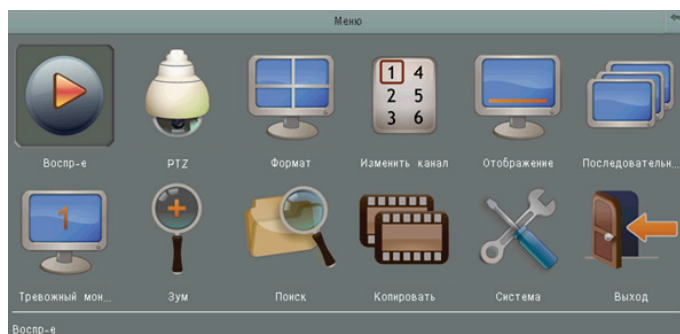 Меню
Воспр-е PTZ Формат Изменить канал Отображение Последовательн...
1 4
2 5
3 6
1
Тревожный мон... Зум Поиск Копировать Система Выход
Воспр-е